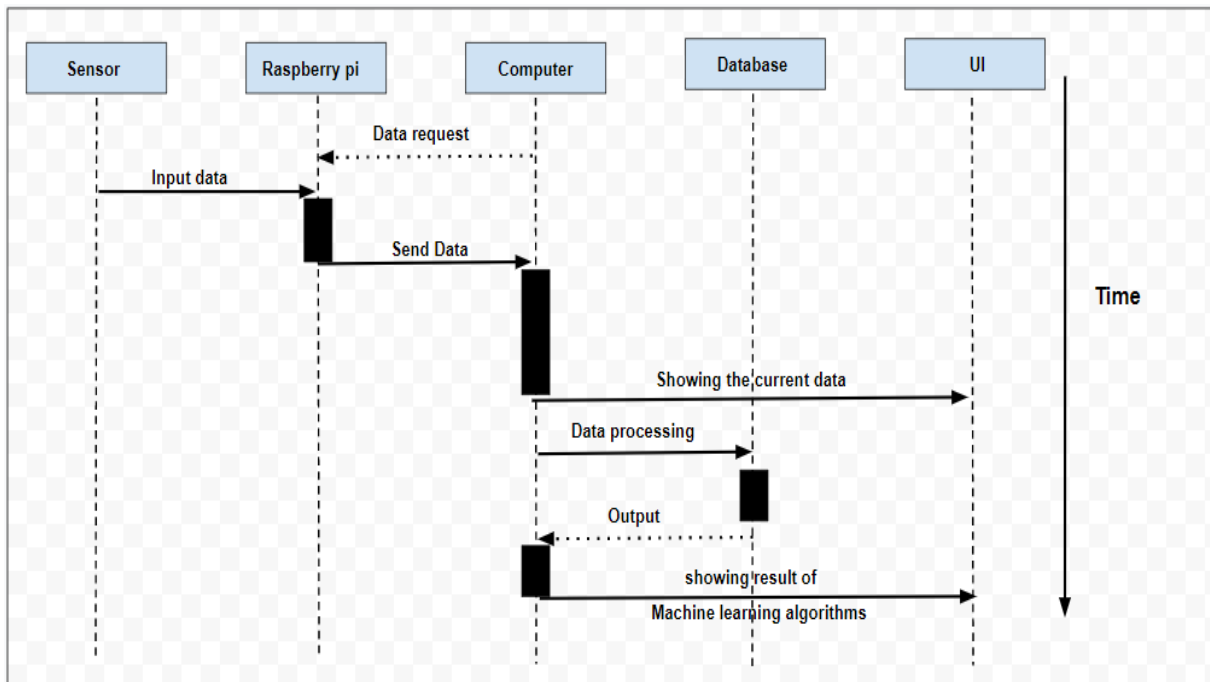 Sensor
Raspberry pi
Computer
Database
UI
Data request
Input data
Send Data
Time
Showing the current data
Data processing
Output
showing result of
Machine learning algorithms